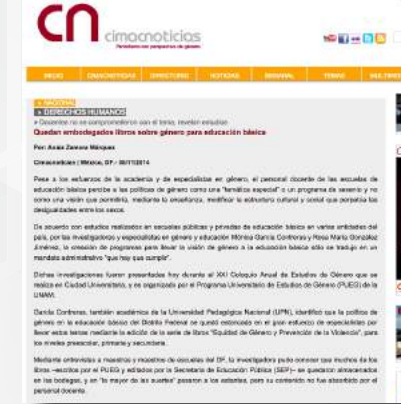 cn cimacnoticias
Periodismo con perspectiva de género
INICIO CIMACNOTICIAS DIRECTORIO NOTICIAS SEMANAL TEMAS MULTIMED
» NACIONAL
» DERECHOS HUMANOS
» Docentes no se comprometieron con el tema, revelan estudios
Quedan embodegados libros sobre género para educación básica
Por: Anaiz Zamora Márquez
Cimacnoticias | México, DF.- 05/11/2014
Pese a los esfuerzos de la academia y de especialistas en género, el personal docente de las escuelas de
educación básica percibe a las políticas de género como una "temática especial" o un programa de sexenio y no
como una visión que permitiría, mediante la enseñanza, modificar la estructura cultural y social que perpetúa las
desigualdades entre los sexos.
De acuerdo con estudios realizados en escuelas públicas y privadas de educación básica en varias entidades del
país, por las investigadoras y especialistas en género y educación Mónica García Contreras y Rosa María González
Jiménez, la creación de programas para llevar la visión de género a la educación básica sólo se tradujo en un
mandato administrativo "que hay que cumplir".
Dichas investigaciones fueron presentadas hoy durante el XXI Coloquio Anual de Estudios de Género que se
realiza en Ciudad Universitaria, y es organizado por el Programa Universitario de Estudios de Género (PUEG) de la
UNAM.
García Contreras, también académica de la Universidad Pedagógica Nacional (UPN), identificó que la política de
género en la educación básica del Distrito Federal se quedó estancada en el gran esfuerzo de especialistas por
llevar estos temas mediante la edición de la serie de libros "Equidad de Género y Prevención de la Violencia", para
los niveles preescolar, primaria y secundaria.
Mediante entrevistas a maestras y maestros de escuelas del DF, la investigadora pudo conocer que muchos de los
libros –escritos por el PUEG y editados por la Secretaría de Educación Pública (SEP)– se quedaron almacenados
en las bodegas, y en "la mayor de las suertes" pasaron a los estantes, pero su contenido no fue absorbido por el
personal docente.